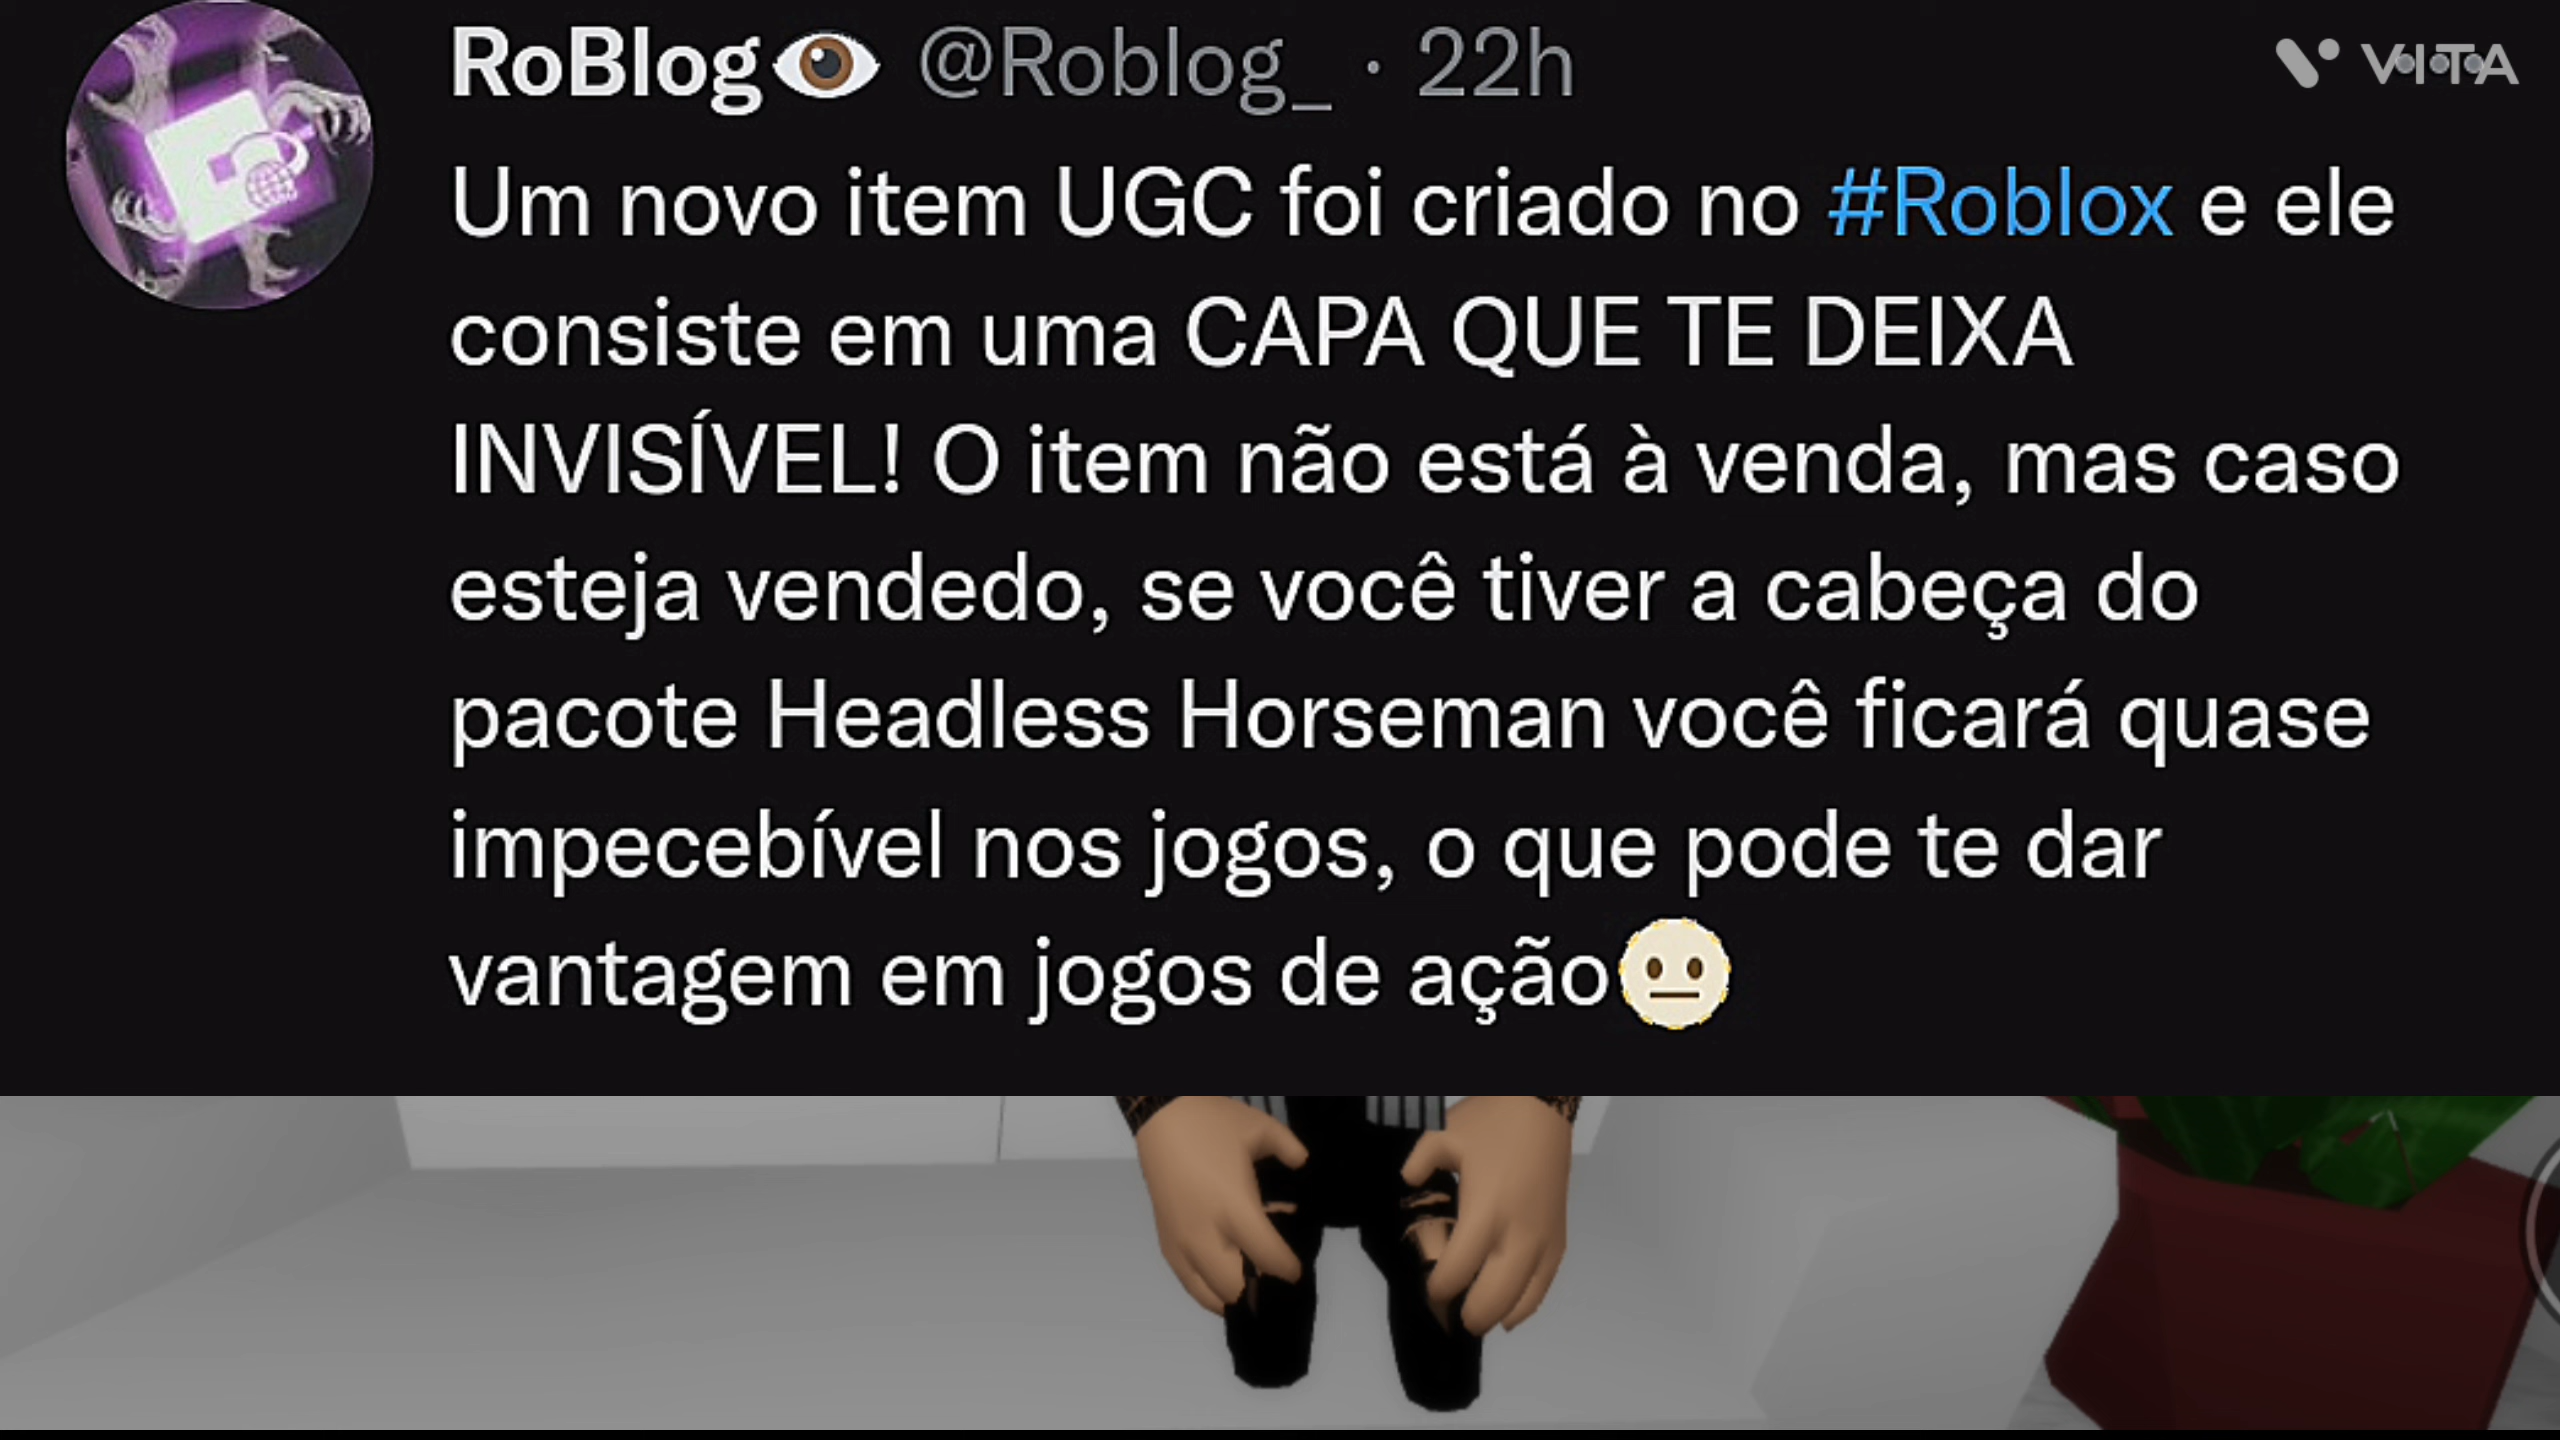 RoBlog👁️ @Roblog_ · 22h
VITA
Um novo item UGC foi criado no #Roblox e ele
consiste em uma CAPA QUE TE DEIXA
INVISÍVEL! O item não está à venda, mas caso
esteja vendedo, se você tiver a cabeça do
pacote Headless Horseman você ficará quase
impecebível nos jogos, o que pode te dar
vantagem em jogos de ação😐